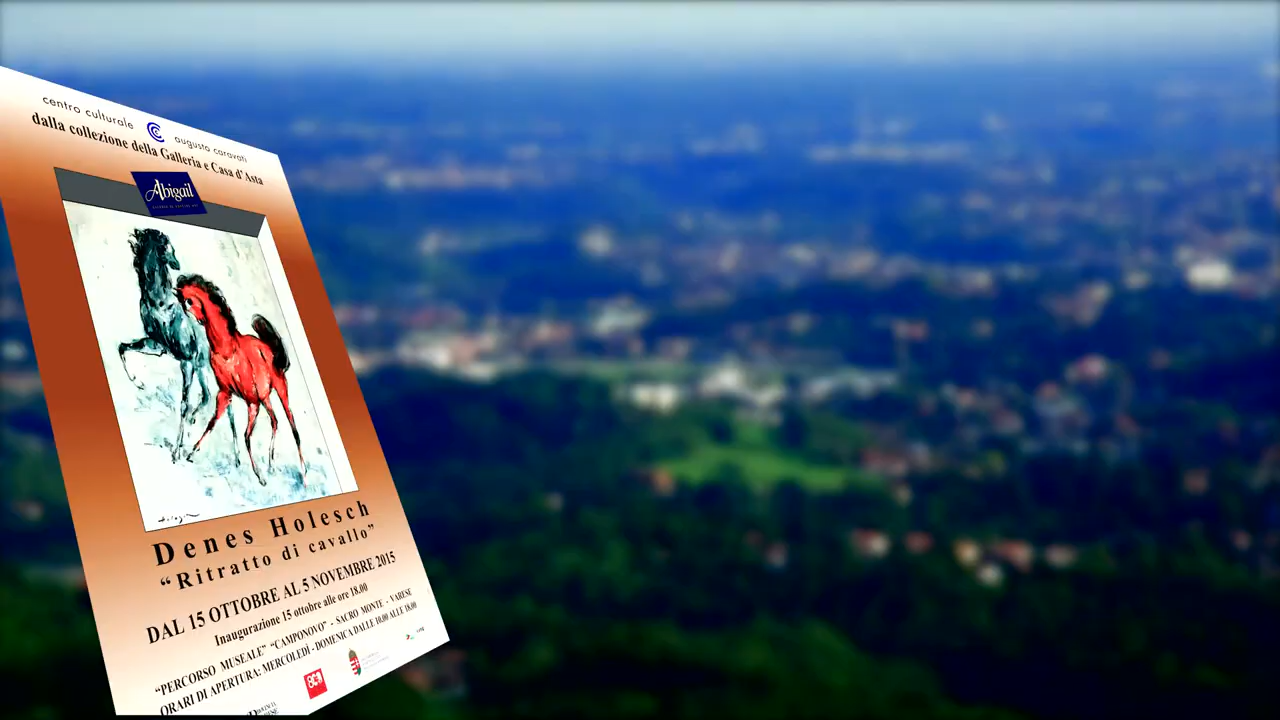 centro culturale C augusto caravati
dalla collezione della Galleria e Casa d'Asta
Abigail
Denes Holesch
“Ritratto di cavallo”
DAL 15 OTTOBRE AL 5 NOVEMBRE 2015
Inaugurazione 15 ottobre alle ore 18.00
“PERCORSO MUSEALE” “CAMPONOVO” - SACRO MONTE - VARESE
ORARI DI APERTURA: MERCOLEDÌ - DOMENICA DALLE 10.00 ALLE 18.00